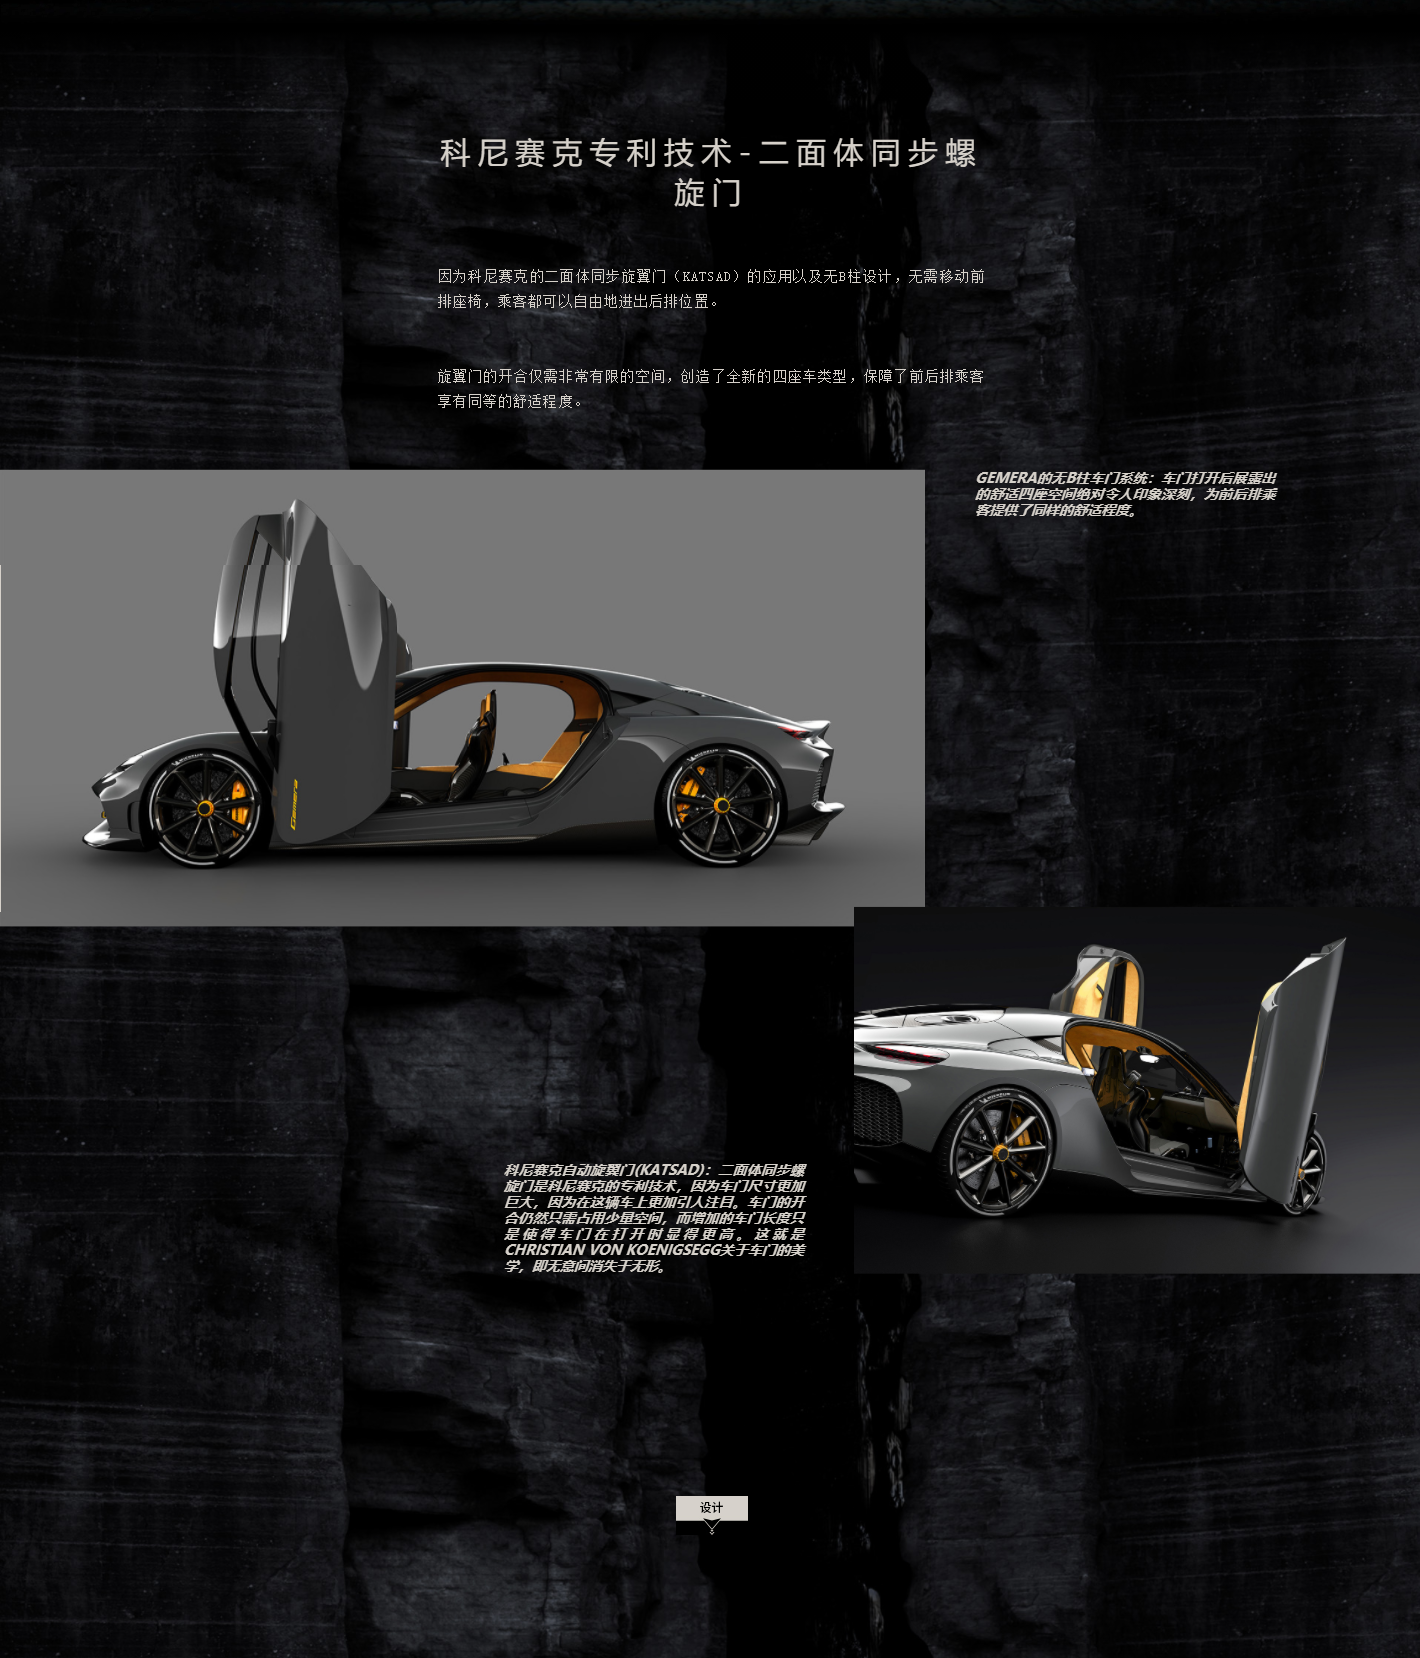 科尼赛克专利技术-二面体同步螺
旋门
因为科尼赛克的二面体同步旋翼门（KATSAD）的应用以及无B柱设计，无需移动前
排座椅，乘客都可以自由地进出后排位置。
旋翼门的开合仅需非常有限的空间，创造了全新的四座车类型，保障了前后排乘客
享有同等的舒适程度。
GEMERA的无B柱车门系统：车门打开后展露出
的舒适四座空间绝对令人印象深刻，为前后排乘
客提供了同样的舒适程度。
Gemera
科尼赛克自动旋翼门(KATSAD)：二面体同步螺
旋门是科尼赛克的专利技术，因为车门尺寸更加
巨大，因为在这辆车上更加引人注目。车门的开
合仍然只需占用少量空间，而增加的车门长度只
是使得车门在打开时显得更高。这就是
CHRISTIAN VON KOENIGSEGG关于车门的美
学，即无意间消失于无形。
设计